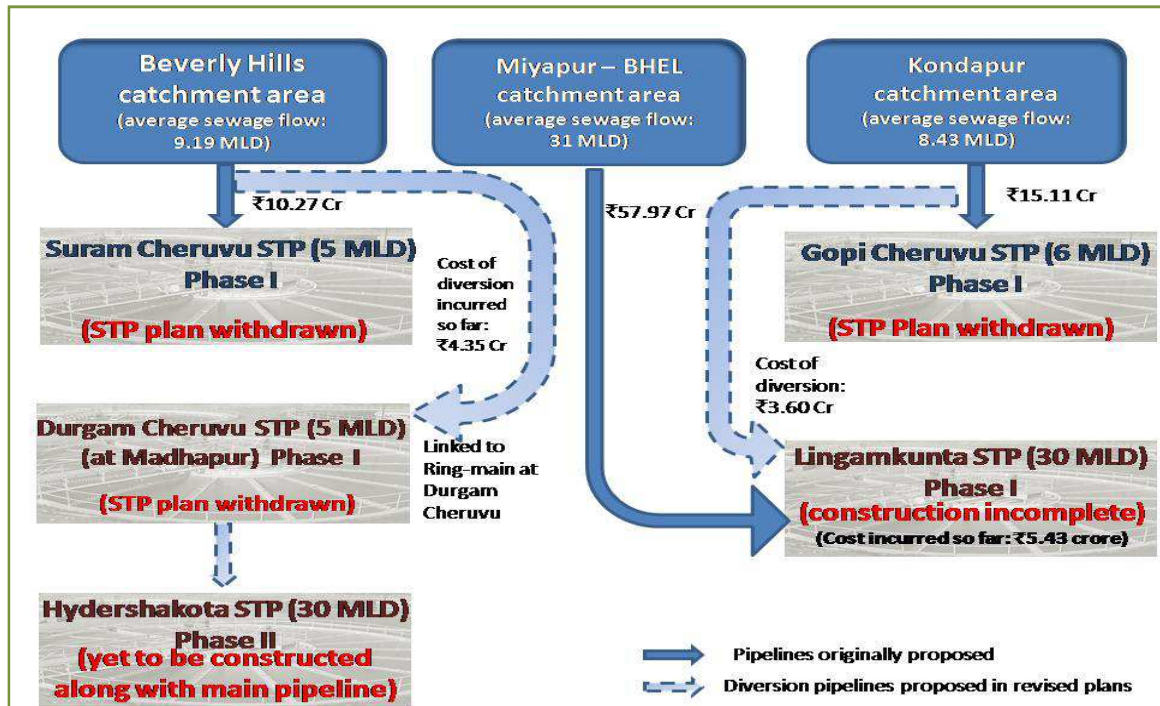 Beverly Hills
catchment area
(average sewage flow:
9.19 MLD)
Miyapur – BHEL
catchment area
(average sewage flow:
31 MLD)
Kondapur
catchment area
(average sewage flow:
8.43 MLD)
₹10.27 Cr
₹57.97 Cr
₹15.11 Cr
Suram Cheruvu STP (5 MLD)
Phase I
(STP plan withdrawn)
Cost of
diversion
incurred
so far:
₹4.35 Cr
Gopi Cheruvu STP (6 MLD)
Phase I
(STP Plan withdrawn)
Cost of
diversion:
₹3.60 Cr
Durgam Cheruvu STP (5 MLD)
(at Madhapur) Phase I
(STP plan withdrawn)
Linked to
Ring-main at
Durgam
Cheruvu
Lingamkunta STP (30 MLD)
Phase I
(construction incomplete)
(Cost incurred so far: ₹5.43 crore)
Hydershakota STP (30 MLD)
Phase II
(yet to be constructed
along with main pipeline)
Pipelines originally proposed
Diversion pipelines proposed in revised plans